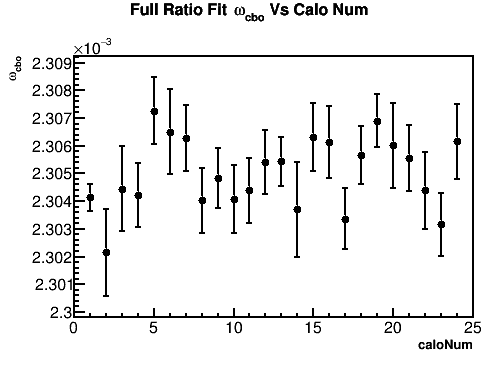 Full Ratio Fit ω_cbo Vs Calo Num
×10⁻³
ω_cbo
2.309
2.308
2.307
2.306
2.305
2.304
2.303
2.302
2.301
2.3
0 5 10 15 20 25
caloNum